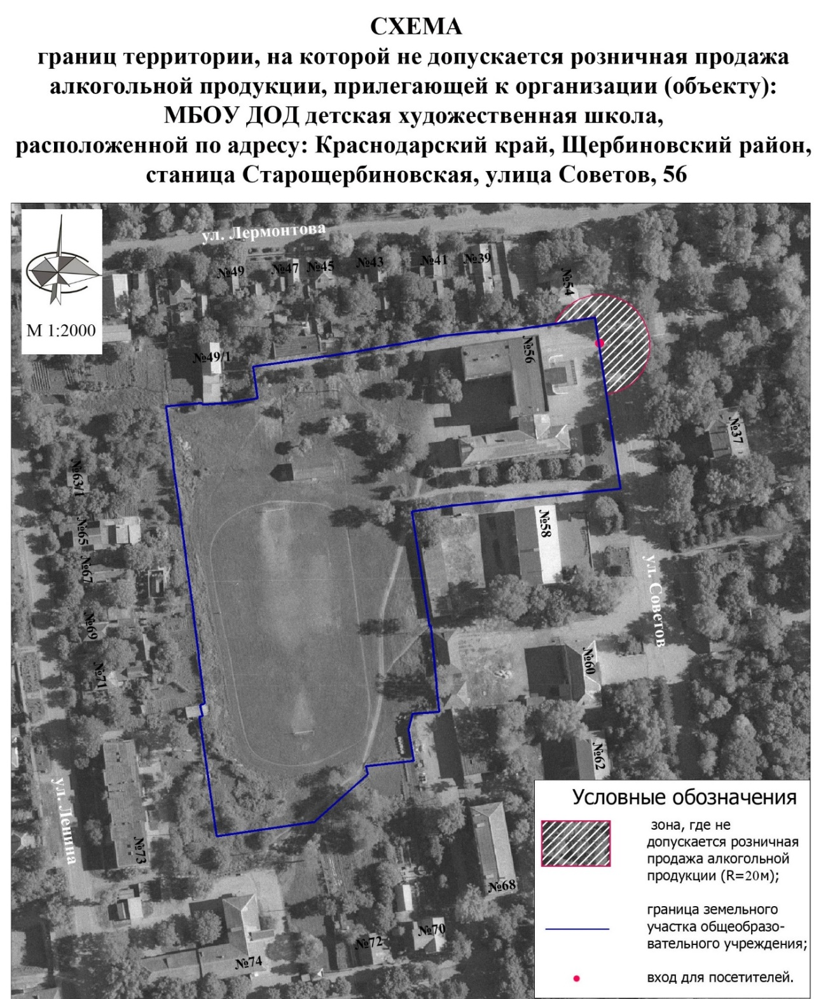 СХЕМА
границ территории, на которой не допускается розничная продажа
алкогольной продукции, прилегающей к организации (объекту):
МБОУ ДОД детская художественная школа,
расположенной по адресу: Краснодарский край, Щербиновский район,
станица Старощербиновская, улица Советов, 56
ул. Лермонтова
№49
№47
№45
№43
№41
№39
№54
М 1:2000
№49/1
№56
№37
№63/1
№65
№67
№69
№71
№58
ул. Советов
№60
№62
ул. Ленина
№73
№68
№70
№72
№74
Условные обозначения
зона, где не
допускается розничная
продажа алкогольной
продукции (R=20м);
граница земельного
участка общеобразо-
вательного учреждения;
вход для посетителей.